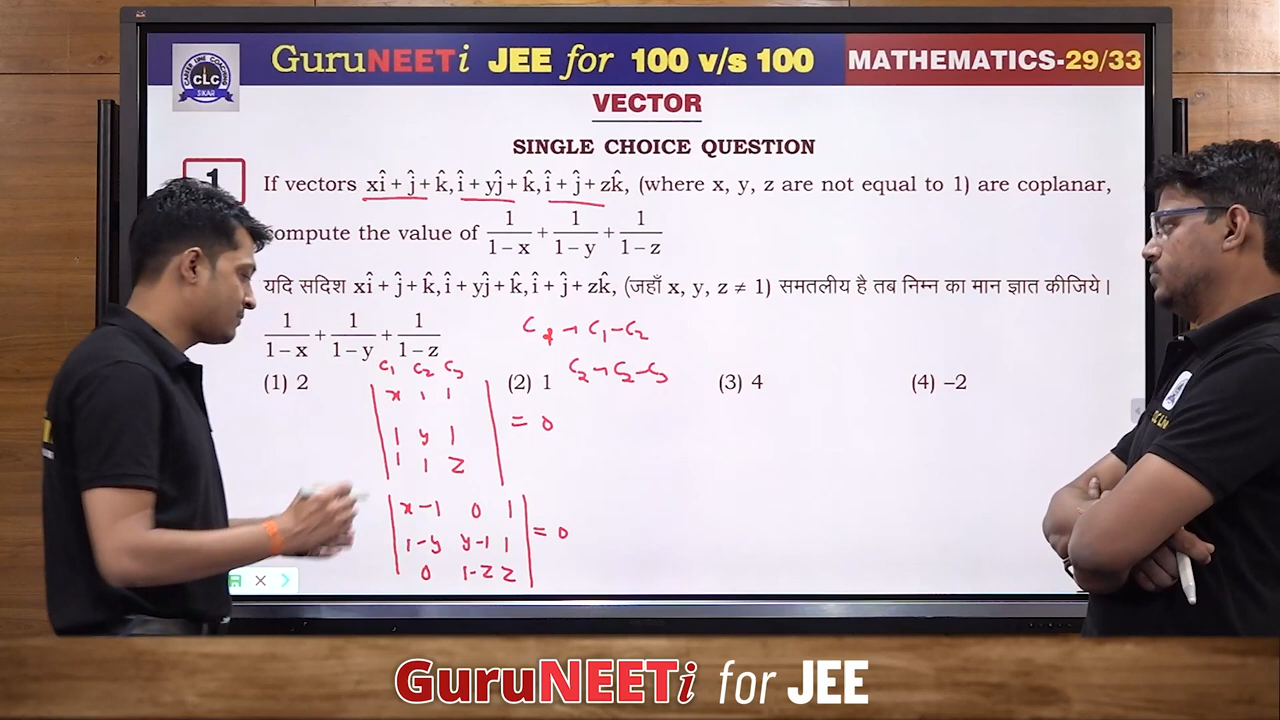 GuruNEETi JEE for 100 v/s 100 MATHEMATICS-29/33
CAREER LINE COACHING
CLC
SIKAR
VECTOR
SINGLE CHOICE QUESTION
1
If vectors xî + ĵ + k̂, î + yĵ + k̂, î + ĵ + zk̂, (where x, y, z are not equal to 1) are coplanar,
compute the value of 1/(1−x) + 1/(1−y) + 1/(1−z)
यदि सदिश xî + ĵ + k̂, î + yĵ + k̂, î + ĵ + zk̂, (जहाँ x, y, z ≠ 1) समतलीय है तब निम्न का मान ज्ञात कीजिये।
1/(1−x) + 1/(1−y) + 1/(1−z)
C₁ → C₁−C₂
C₂ → C₂−C₃
(1) 2 (2) 1 (3) 4 (4) −2
C₁ C₂ C₃
x 1 1
1 y 1 = 0
1 1 z
x−1 0 1
1−y y−1 1 = 0
0 1−z z
GuruNEETi for JEE